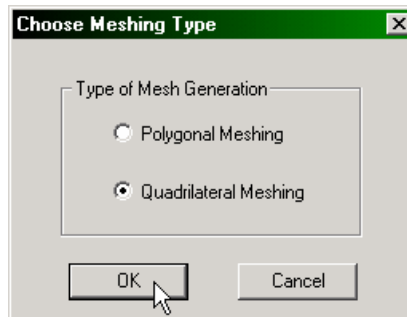 Choose Meshing Type
Type of Mesh Generation
Polygonal Meshing
Quadrilateral Meshing
OK
Cancel